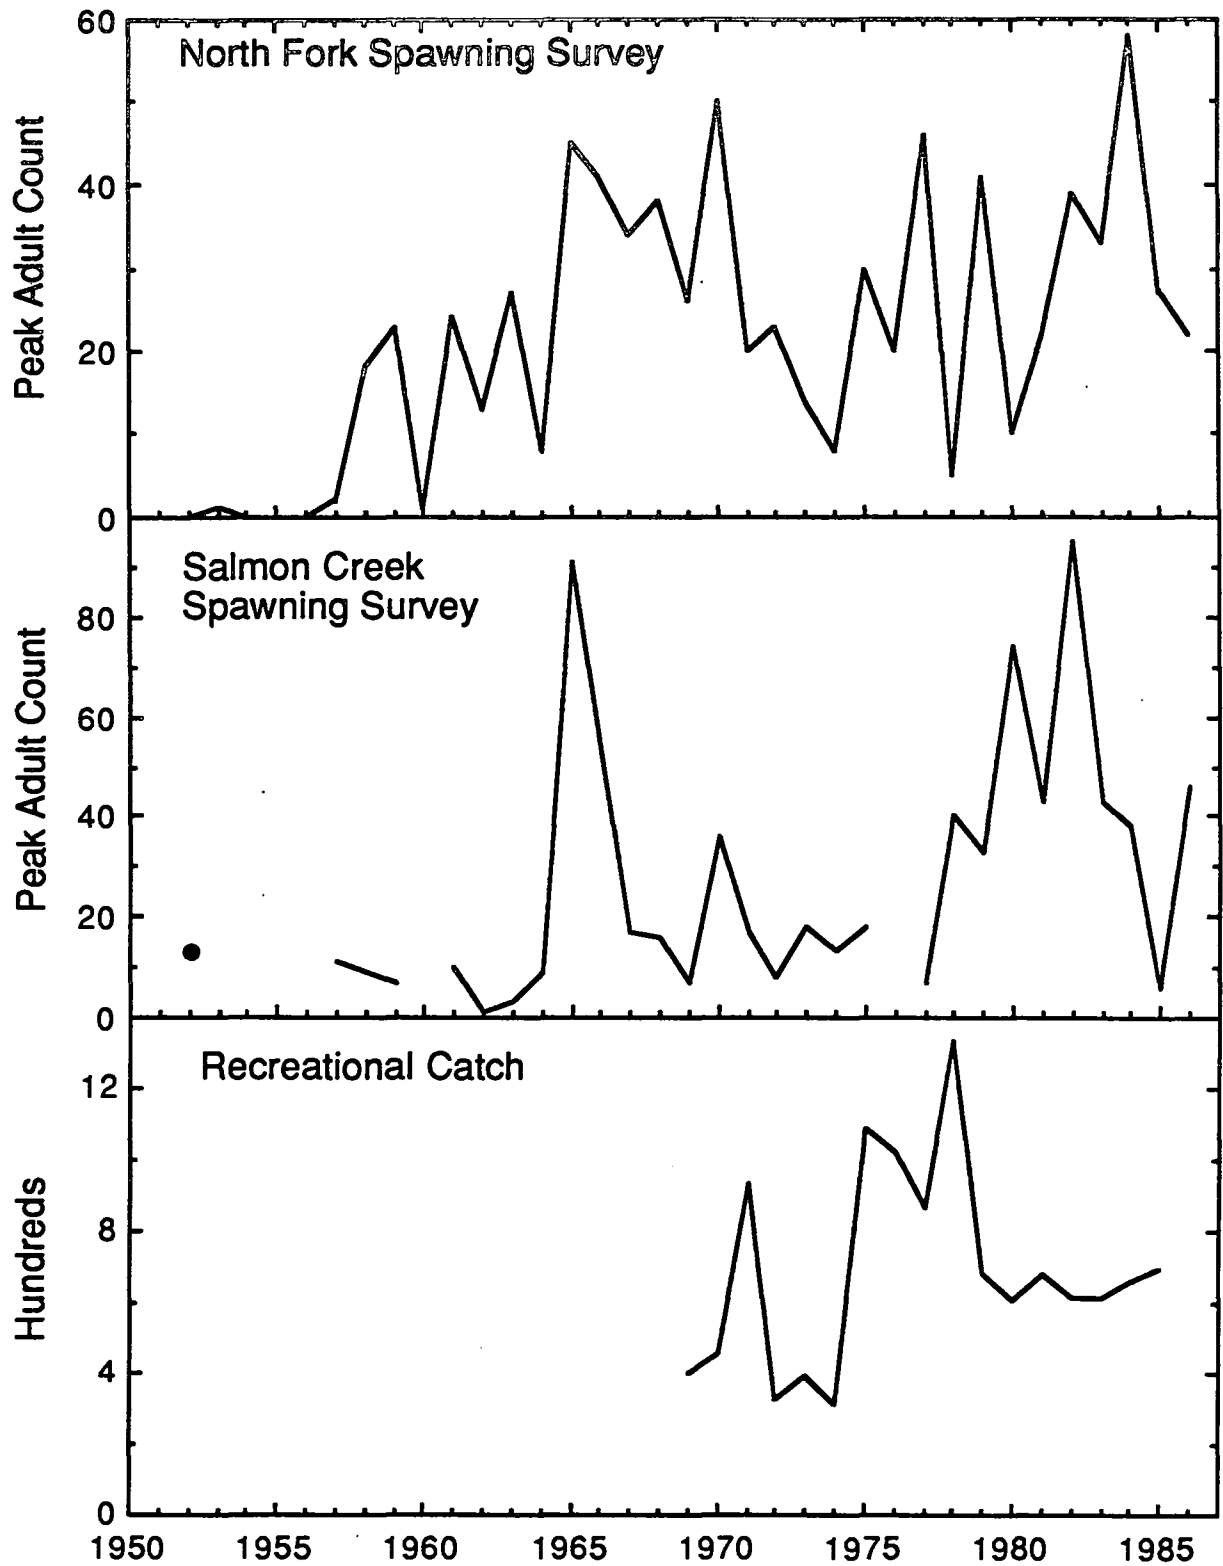 North Fork Spawning Survey
Peak Adult Count
60
40
20
0
Salmon Creek
Spawning Survey
Peak Adult Count
80
60
40
20
0
Recreational Catch
Hundreds
12
8
4
0
1950 1955 1960 1965 1970 1975 1980 1985